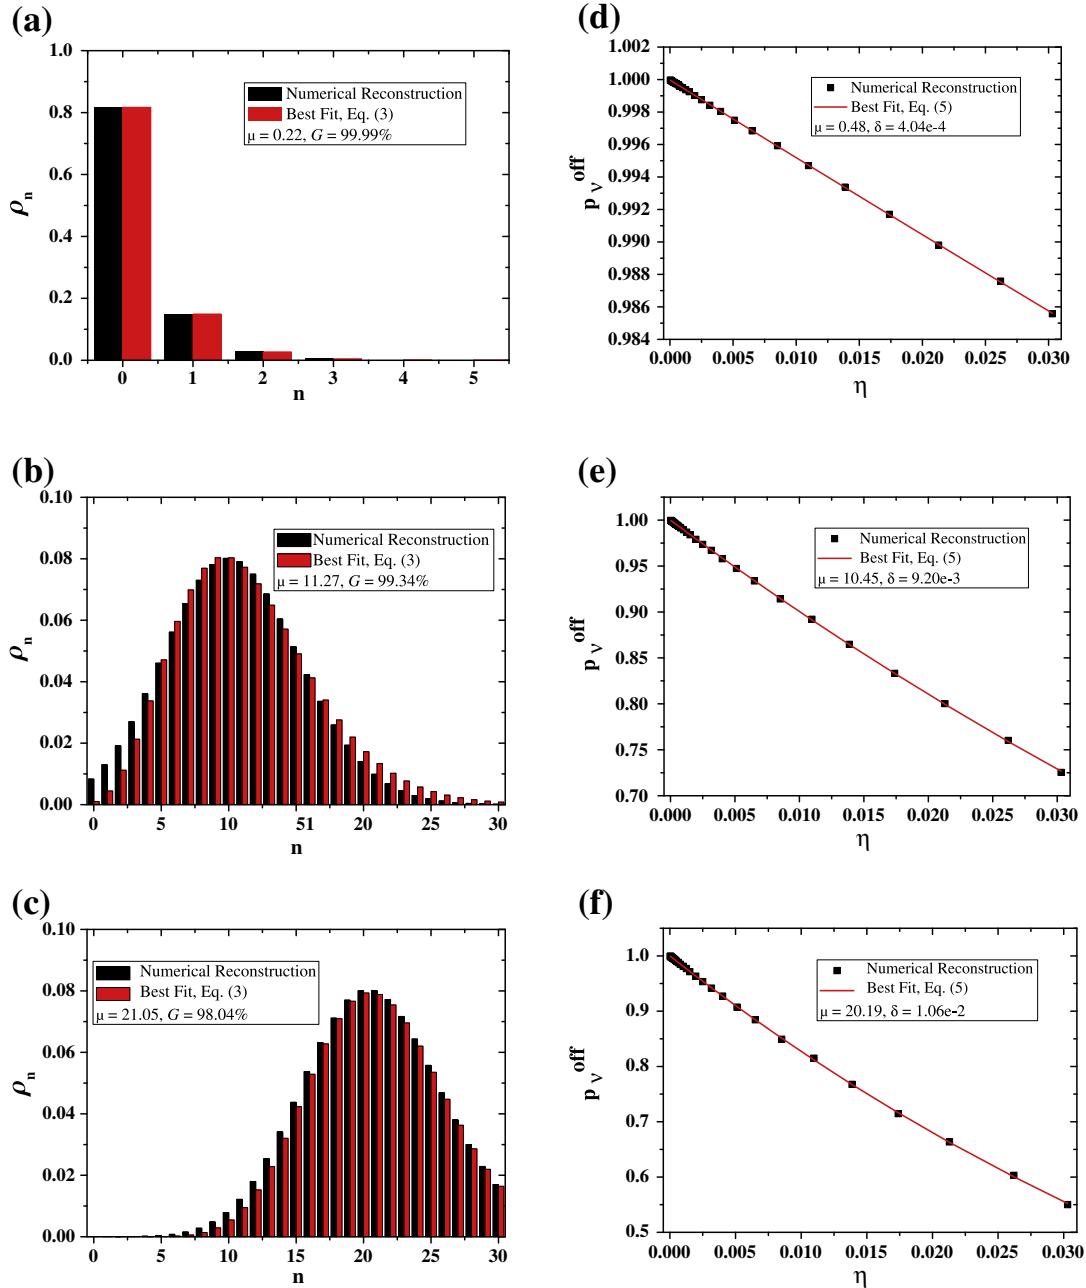 (a)
1.0
0.8
0.6
0.4
0.2
0.0
ρn
Numerical Reconstruction
Best Fit, Eq. (3)
μ = 0.22, G = 99.99%
0 1 2 3 4 5
n
(d)
1.002
1.000
0.998
0.996
0.994
0.992
0.990
0.988
0.986
0.984
pνoff
Numerical Reconstruction
Best Fit, Eq. (5)
μ = 0.48, δ = 4.04e-4
0.000 0.005 0.010 0.015 0.020 0.025 0.030
η
(b)
0.10
0.08
0.06
0.04
0.02
0.00
ρn
Numerical Reconstruction
Best Fit, Eq. (3)
μ = 11.27, G = 99.34%
0 5 10 51 20 25 30
n
(e)
1.00
0.95
0.90
0.85
0.80
0.75
0.70
pνoff
Numerical Reconstruction
Best Fit, Eq. (5)
μ = 10.45, δ = 9.20e-3
0.000 0.005 0.010 0.015 0.020 0.025 0.030
η
(c)
0.10
0.08
0.06
0.04
0.02
0.00
ρn
Numerical Reconstruction
Best Fit, Eq. (3)
μ = 21.05, G = 98.04%
0 5 10 15 20 25 30
n
(f)
1.0
0.9
0.8
0.7
0.6
0.5
pνoff
Numerical Reconstruction
Best Fit, Eq. (5)
μ = 20.19, δ = 1.06e-2
0.000 0.005 0.010 0.015 0.020 0.025 0.030
η